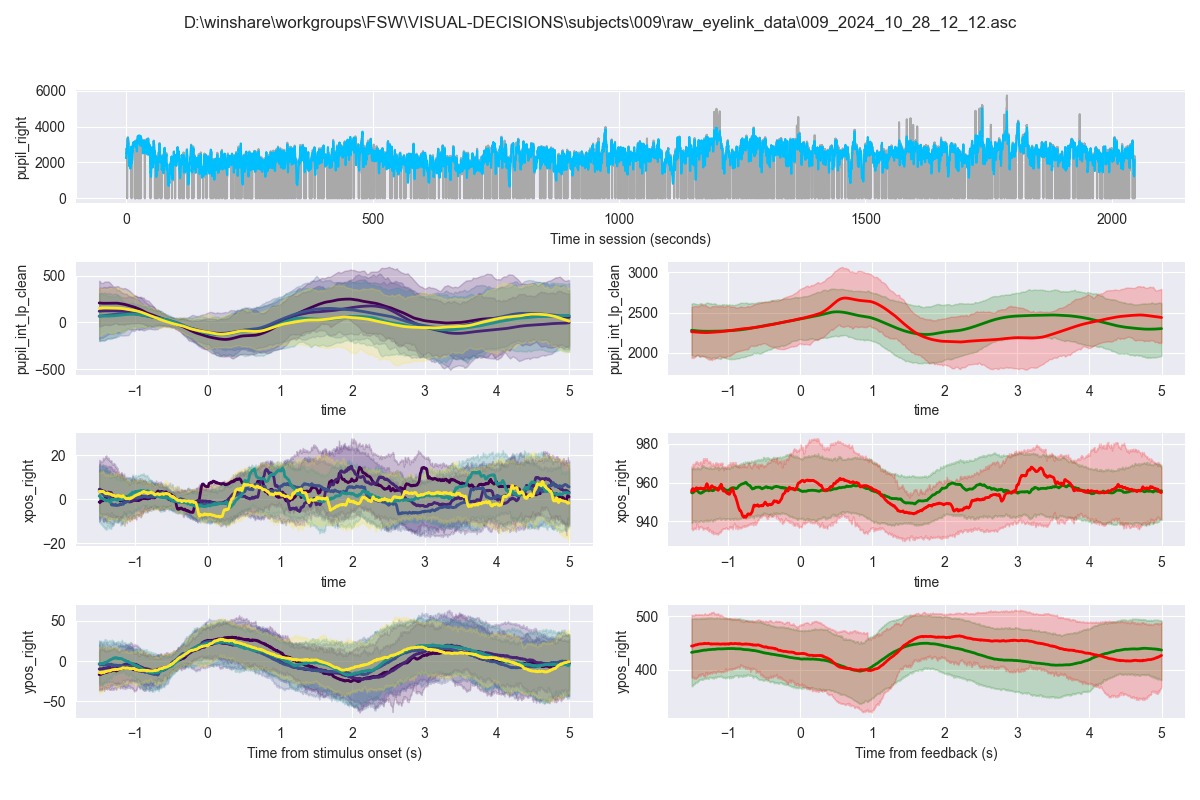 D:\winshare\workgroups\FSW\VISUAL-DECISIONS\subjects\009\raw_eyelink_data\009_2024_10_28_12_12.asc
pupil_right
6000
4000
2000
0
0 500 1000 1500 2000
Time in session (seconds)
pupil_int_lp_clean
500
0
−500
−1 0 1 2 3 4 5
time
pupil_int_lp_clean
3000
2500
2000
−1 0 1 2 3 4 5
time
xpos_right
20
0
−20
−1 0 1 2 3 4 5
time
xpos_right
980
960
940
−1 0 1 2 3 4 5
time
ypos_right
50
0
−50
−1 0 1 2 3 4 5
Time from stimulus onset (s)
ypos_right
500
400
−1 0 1 2 3 4 5
Time from feedback (s)